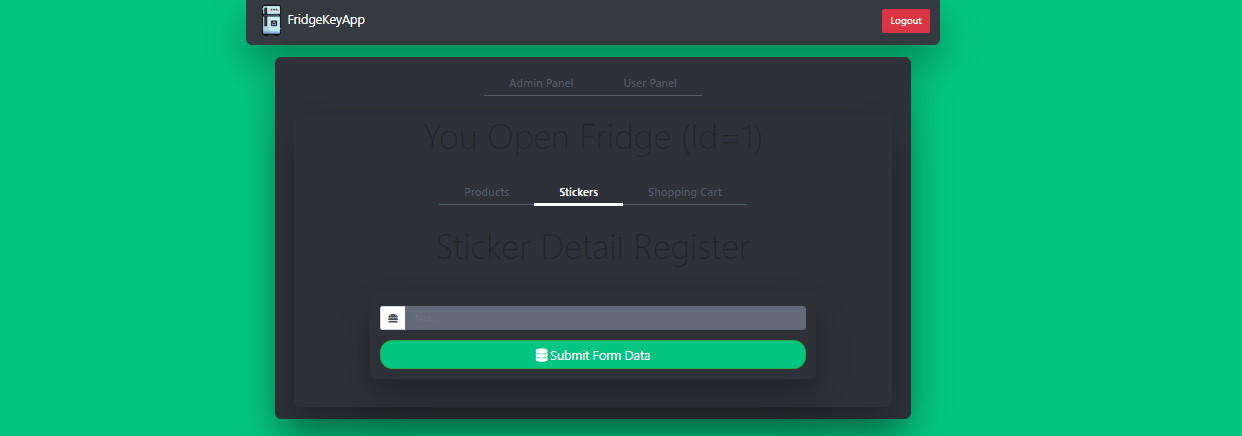 FridgeKeyApp
Logout
Admin Panel User Panel
You Open Fridge (Id=1)
Products Stickers Shopping Cart
Sticker Detail Register
Submit Form Data